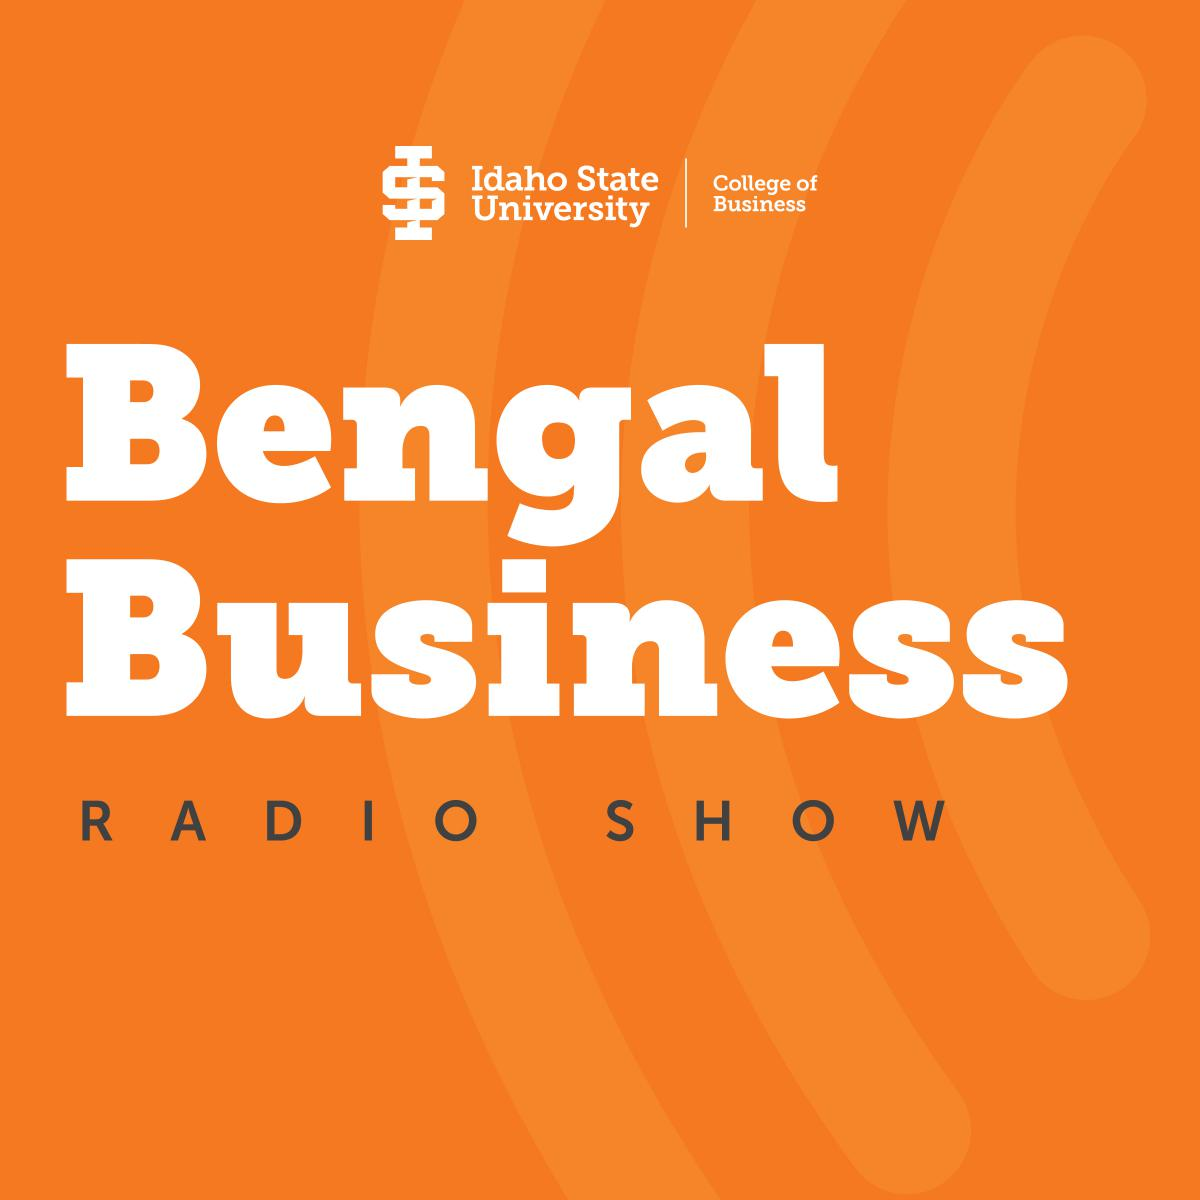 Idaho State
University
College of
Business
Bengal
Business
RADIO SHOW